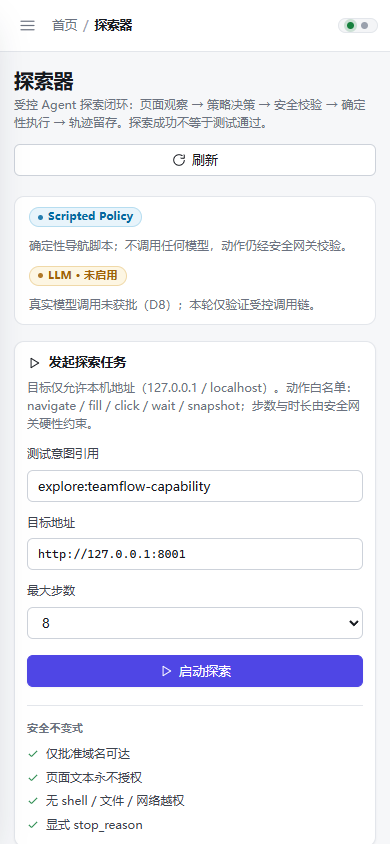 首页 / 探索器
探索器
受控 Agent 探索闭环：页面观察 → 策略决策 → 安全校验 → 确定
性执行 → 轨迹留存。探索成功不等于测试通过。
刷新
Scripted Policy
确定性导航脚本；不调用任何模型，动作仍经安全网关校验。
LLM · 未启用
真实模型调用未获批（D8）；本轮仅验证受控调用链。
发起探索任务
目标仅允许本机地址（127.0.0.1 / localhost）。动作白名单：
navigate / fill / click / wait / snapshot；步数与时长由安全网
关硬性约束。
测试意图引用
explore:teamflow-capability
目标地址
http://127.0.0.1:8001
最大步数
8
启动探索
安全不变式
仅批准域名可达
页面文本永不授权
无 shell / 文件 / 网络越权
显式 stop_reason